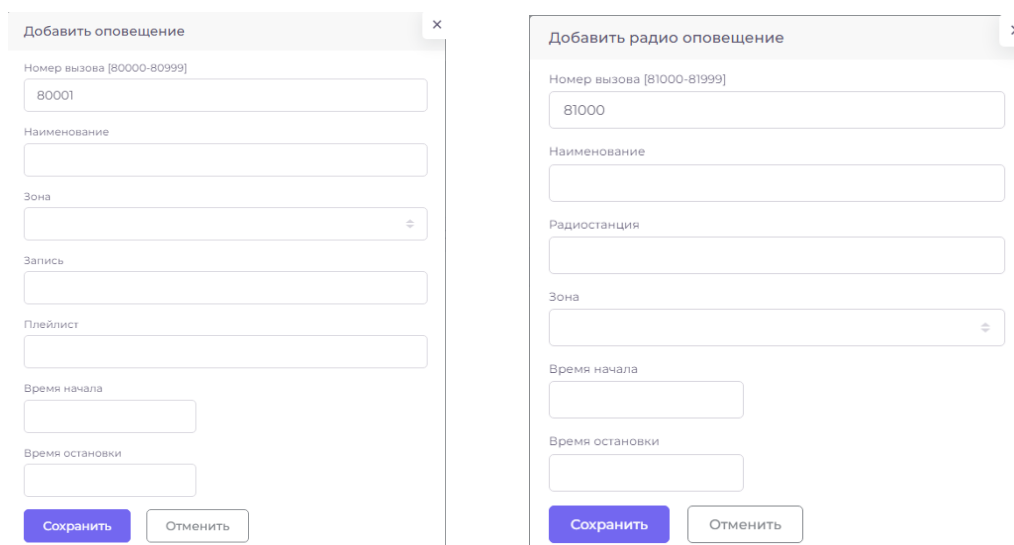 Добавить оповещение
Номер вызова [80000-80999]
80001
Наименование
Зона
Запись
Плейлист
Время начала
Время остановки
Сохранить
Отменить
Добавить радио оповещение
Номер вызова [81000-81999]
81000
Наименование
Радиостанция
Зона
Время начала
Время остановки
Сохранить
Отменить